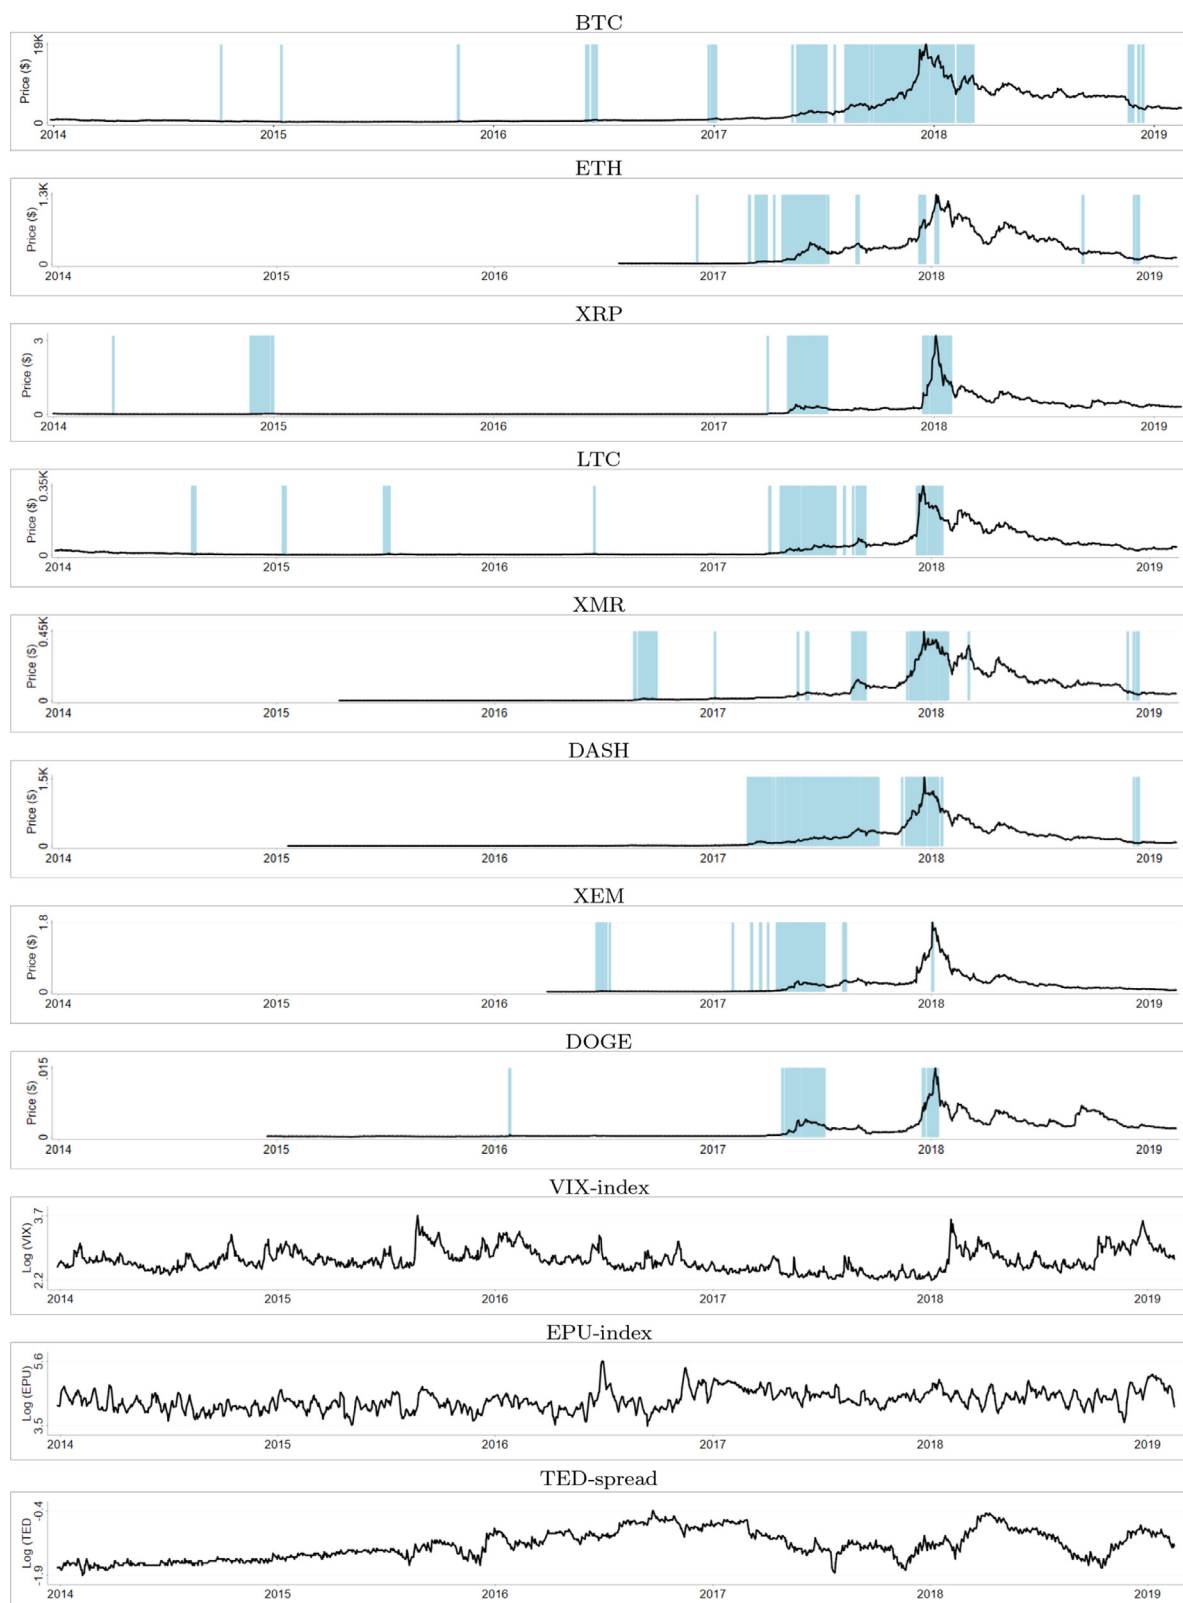 BTC
Price ($)
19K
0
2014 2015 2016 2017 2018 2019
ETH
Price ($)
1.3K
0
2014 2015 2016 2017 2018 2019
XRP
Price ($)
3
0
2014 2015 2016 2017 2018 2019
LTC
Price ($)
0.35K
0
2014 2015 2016 2017 2018 2019
XMR
Price ($)
0.45K
0
2014 2015 2016 2017 2018 2019
DASH
Price ($)
1.5K
0
2014 2015 2016 2017 2018 2019
XEM
Price ($)
1.8
0
2014 2015 2016 2017 2018 2019
DOGE
Price ($)
.015
0
2014 2015 2016 2017 2018 2019
VIX-index
Log (VIX)
3.7
2.2
2014 2015 2016 2017 2018 2019
EPU-index
Log (EPU)
5.6
3.5
2014 2015 2016 2017 2018 2019
TED-spread
Log (TED
-0.4
-1.9
2014 2015 2016 2017 2018 2019